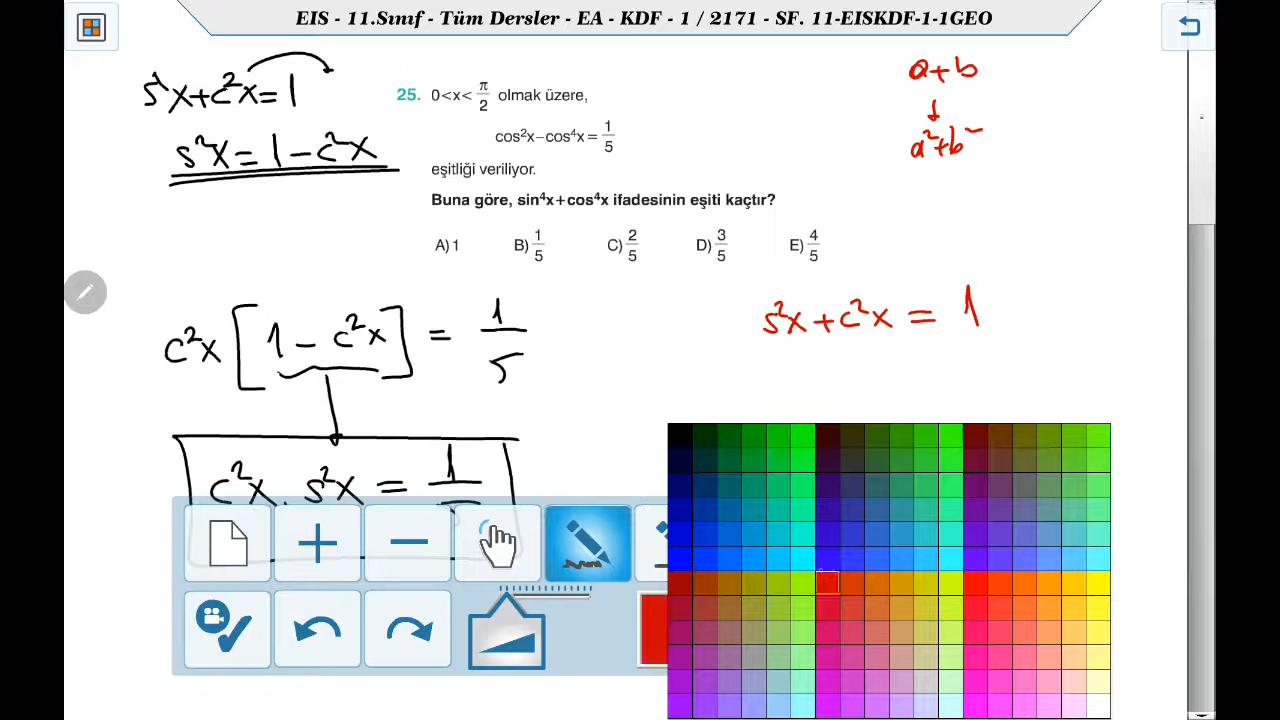 EIS - 11.Sınıf - Tüm Dersler - EA - KDF - 1 / 2171 - SF. 11-EISKDF-1-1GEO
s²x+c²x=1
s²x=1-c²x
25. 0<x<π/2 olmak üzere,
cos²x-cos⁴x=1/5
eşitliği veriliyor.
Buna göre, sin⁴x+cos⁴x ifadesinin eşiti kaçtır?
A) 1 B) 1/5 C) 2/5 D) 3/5 E) 4/5
a+b
↓
a²+b²
c²x[1-c²x]=1/5
c²x.s²x=1/5
s²x+c²x=1